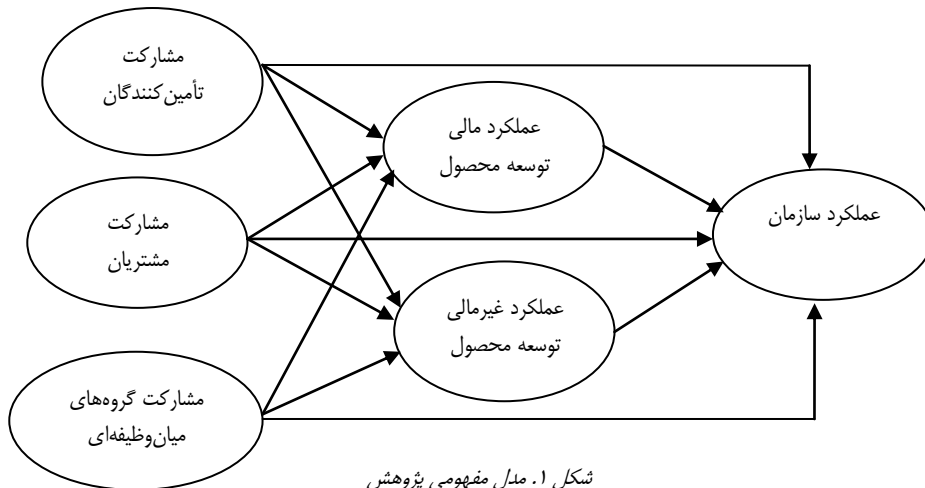 مشارکت
تأمین‌کنندگان
عملکرد مالی
توسعه محصول
عملکرد سازمان
مشارکت
مشتریان
عملکرد غیرمالی
توسعه محصول
مشارکت گروه‌های
میان‌وظیفه‌ای
شکل ۱. مدل مفهومی پژوهش